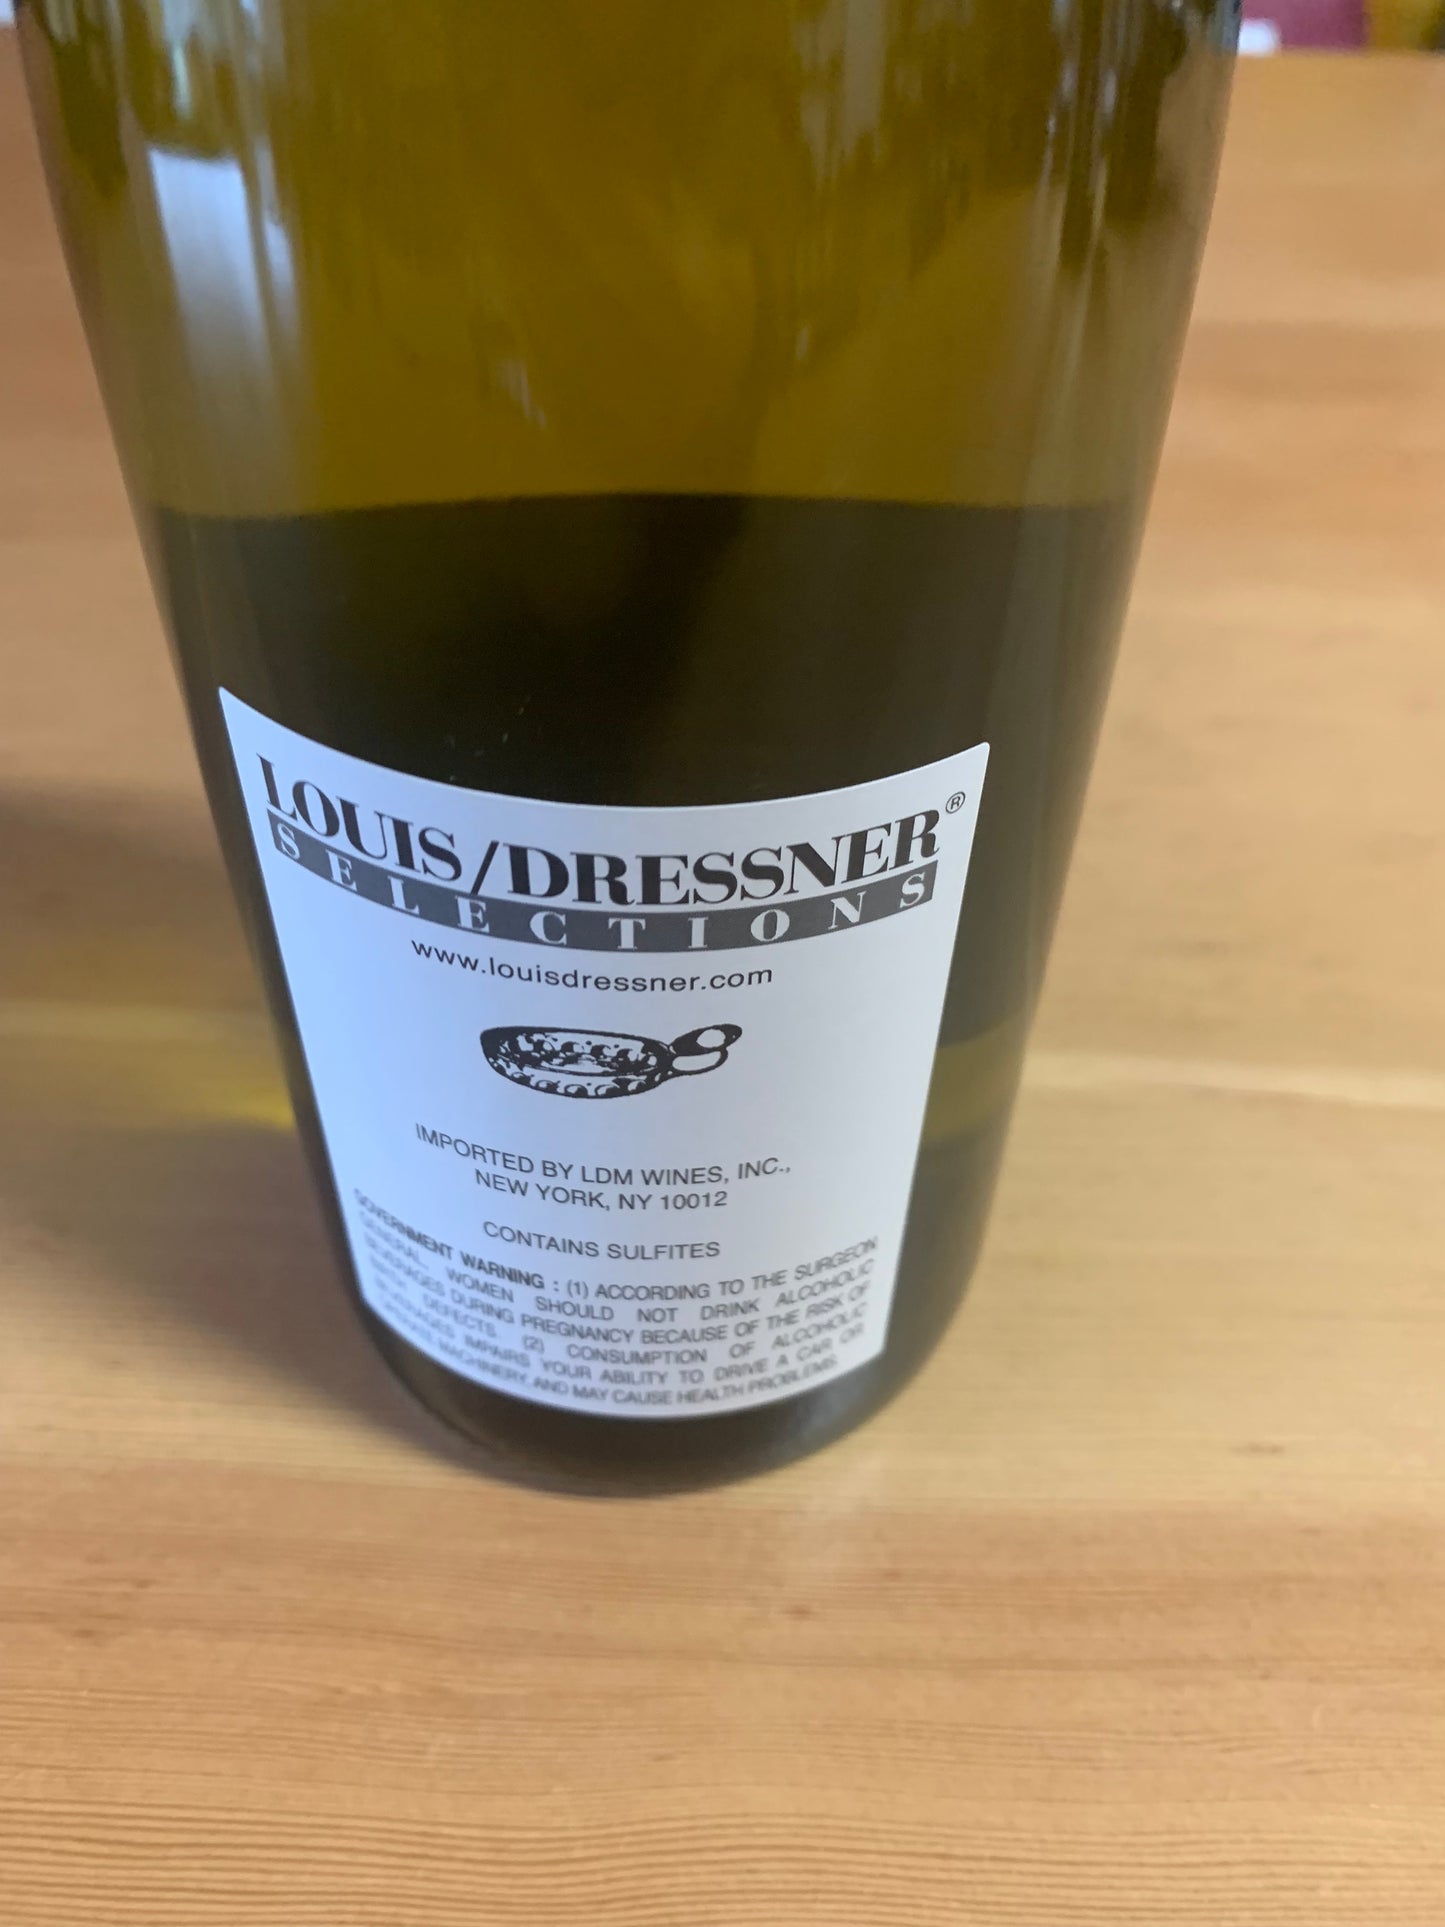 LOUIS/DRESSNER®
SELECTIONS
www.louisdressner.com
IMPORTED BY LDM WINES, INC.,
NEW YORK, NY 10012
CONTAINS SULFITES
GOVERNMENT WARNING : (1) ACCORDING TO THE SURGEON
GENERAL, WOMEN SHOULD NOT DRINK ALCOHOLIC
BEVERAGES DURING PREGNANCY BECAUSE OF THE RISK OF
BIRTH DEFECTS. (2) CONSUMPTION OF ALCOHOLIC
BEVERAGES IMPAIRS YOUR ABILITY TO DRIVE A CAR OR
OPERATE MACHINERY, AND MAY CAUSE HEALTH PROBLEMS.